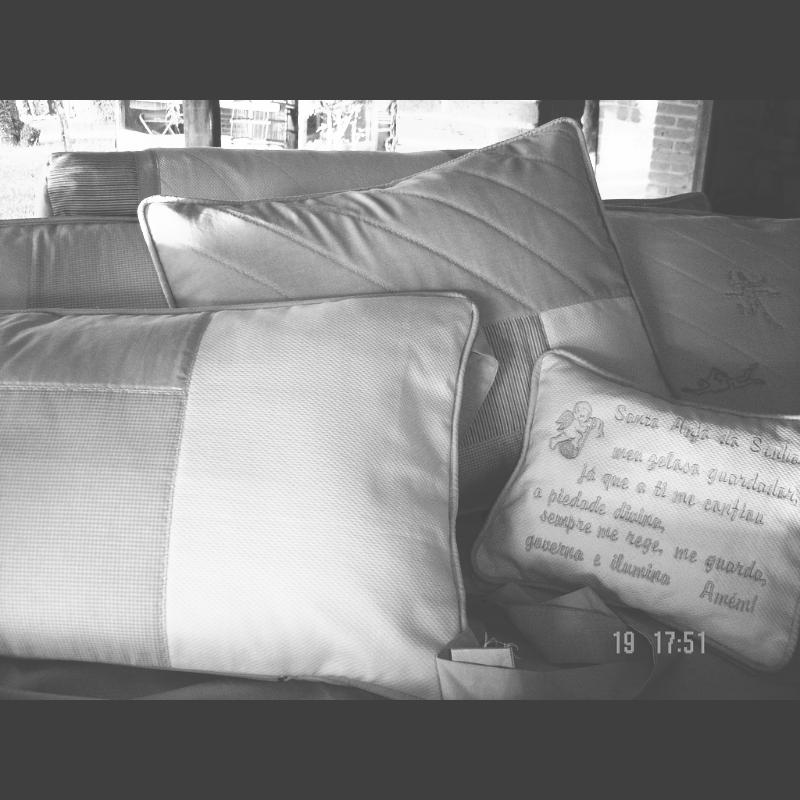 Santo Anjo do Senhor
meu zeloso guardador,
já que a ti me confiou
a piedade divina,
sempre me rege, me guarda,
governa e ilumina Amém!
19 17:51